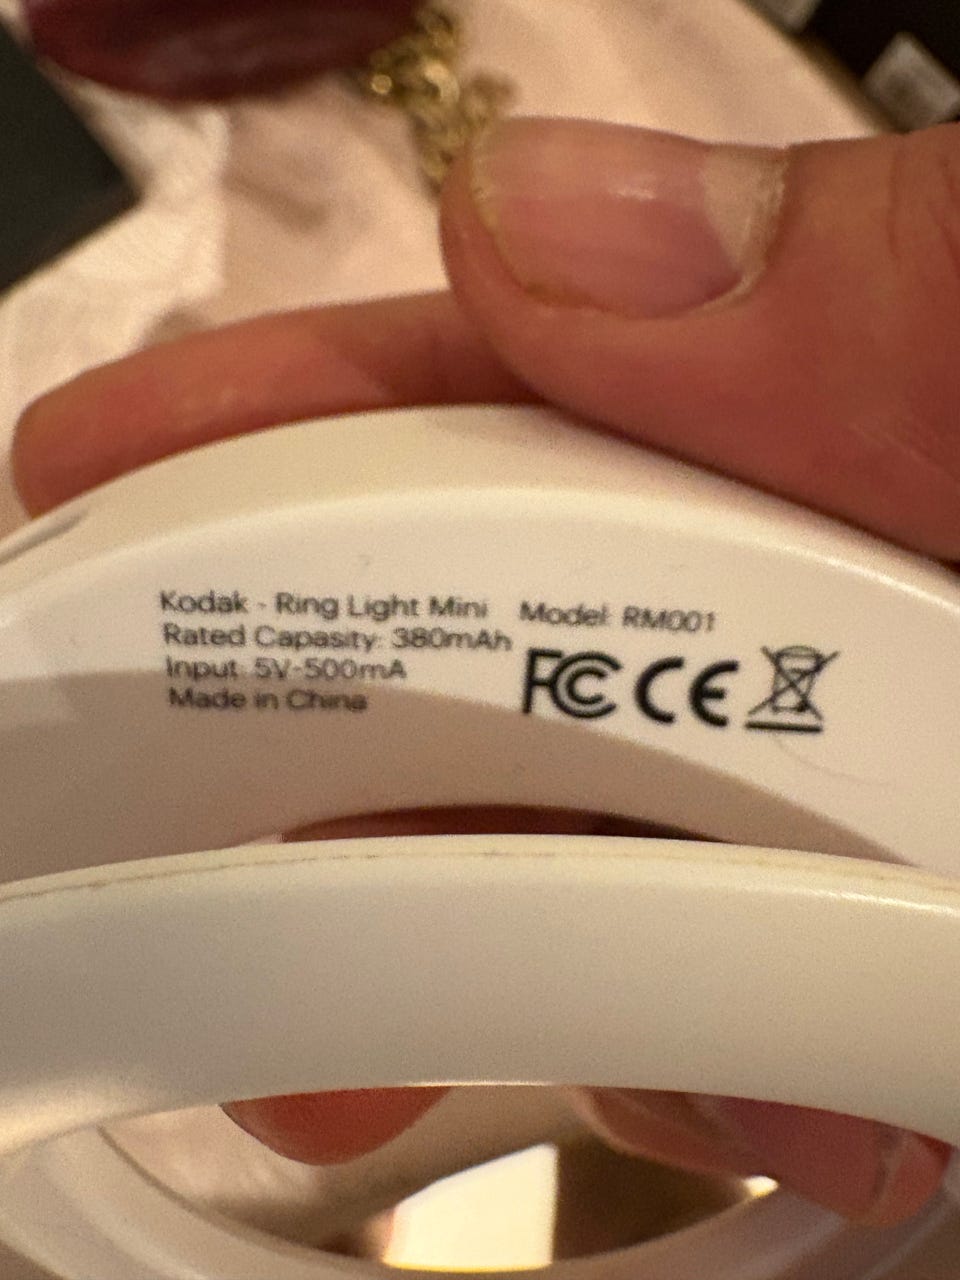 Kodak - Ring Light Mini Model: RM001
Rated Capasity: 380mAh
Input: 5V-500mA
Made in China
FC CE